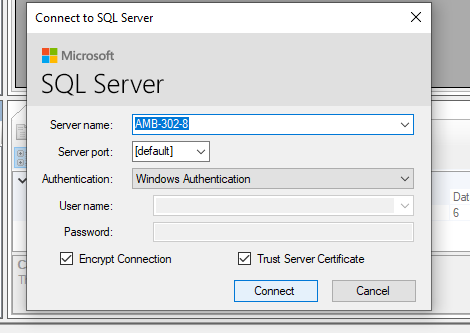 Connect to SQL Server
Microsoft
SQL Server
Server name: AMB-302-8
Server port: [default]
Authentication: Windows Authentication
User name:
Password:
Encrypt Connection Trust Server Certificate
Connect Cancel
Dat
6
C
Th